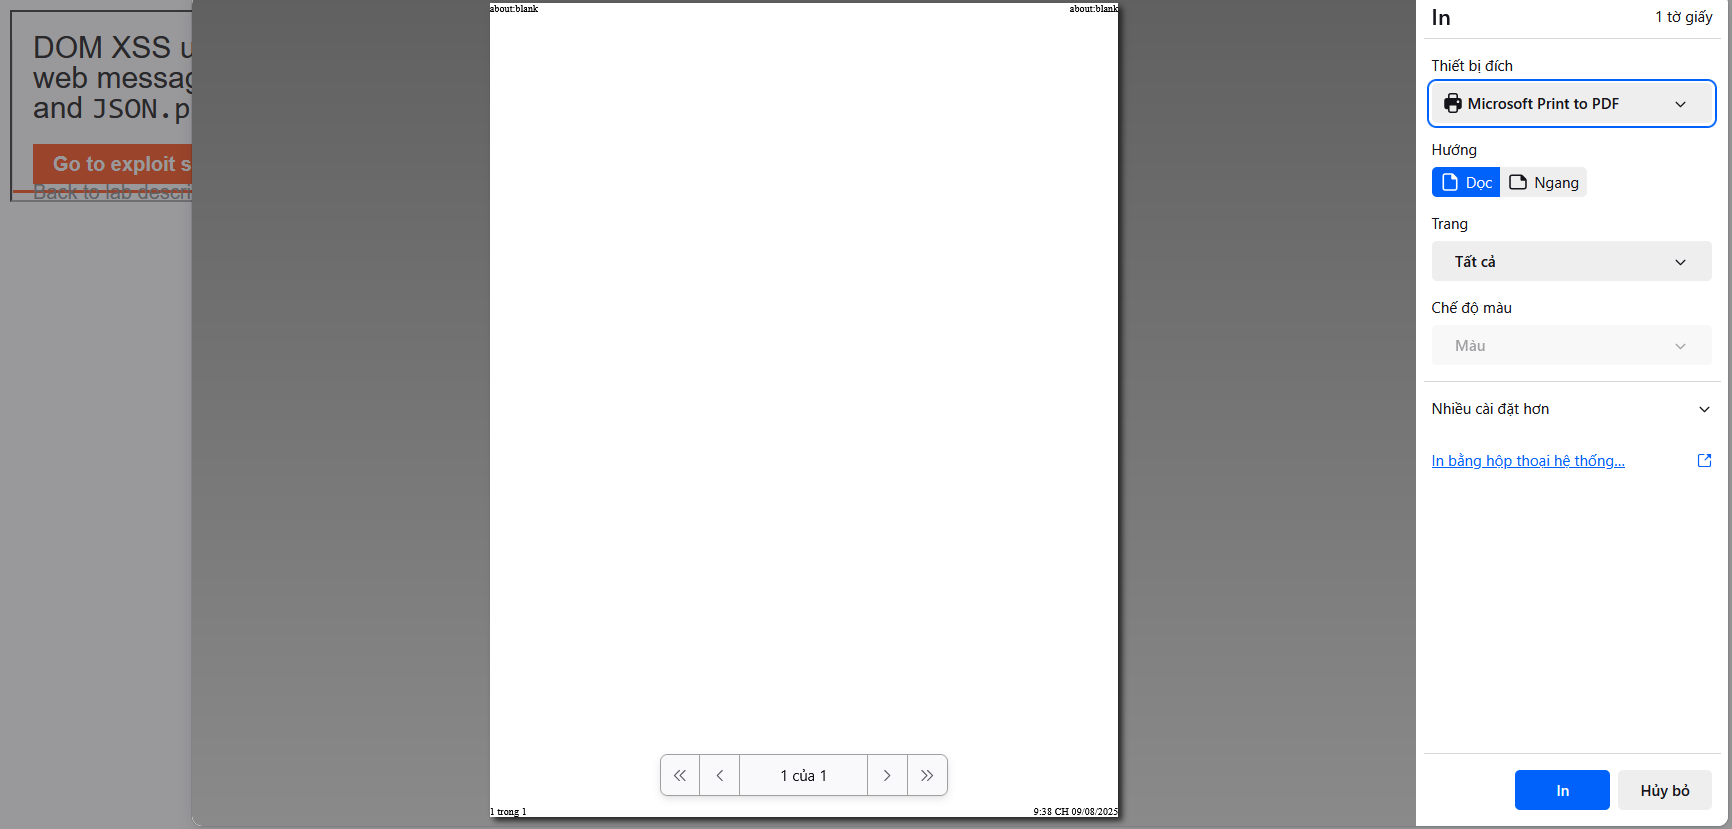 DOM XSS u
web messag
and JSON.p
Go to exploit s
Back to lab descri
about:blank
about:blank
1 của 1
1 trong 1
9:38 CH 09/08/2025
In
1 tờ giấy
Thiết bị đích
Microsoft Print to PDF
Hướng
Dọc
Ngang
Trang
Tất cả
Chế độ màu
Màu
Nhiều cài đặt hơn
In bằng hộp thoại hệ thống...
In
Hủy bỏ